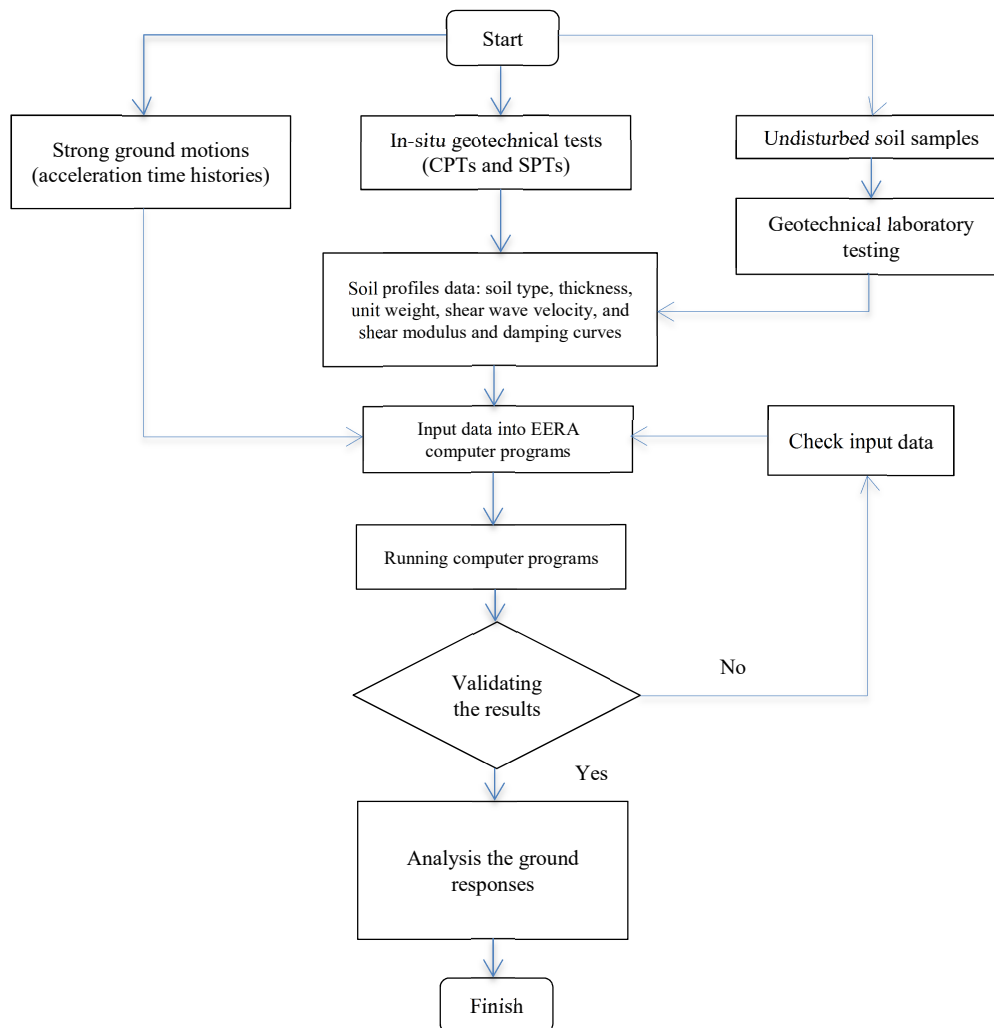 Start
Strong ground motions
(acceleration time histories)
In-situ geotechnical tests
(CPTs and SPTs)
Undisturbed soil samples
Geotechnical laboratory
testing
Soil profiles data: soil type, thickness,
unit weight, shear wave velocity, and
shear modulus and damping curves
Input data into EERA
computer programs
Check input data
Running computer programs
Validating
the results
No
Yes
Analysis the ground
responses
Finish